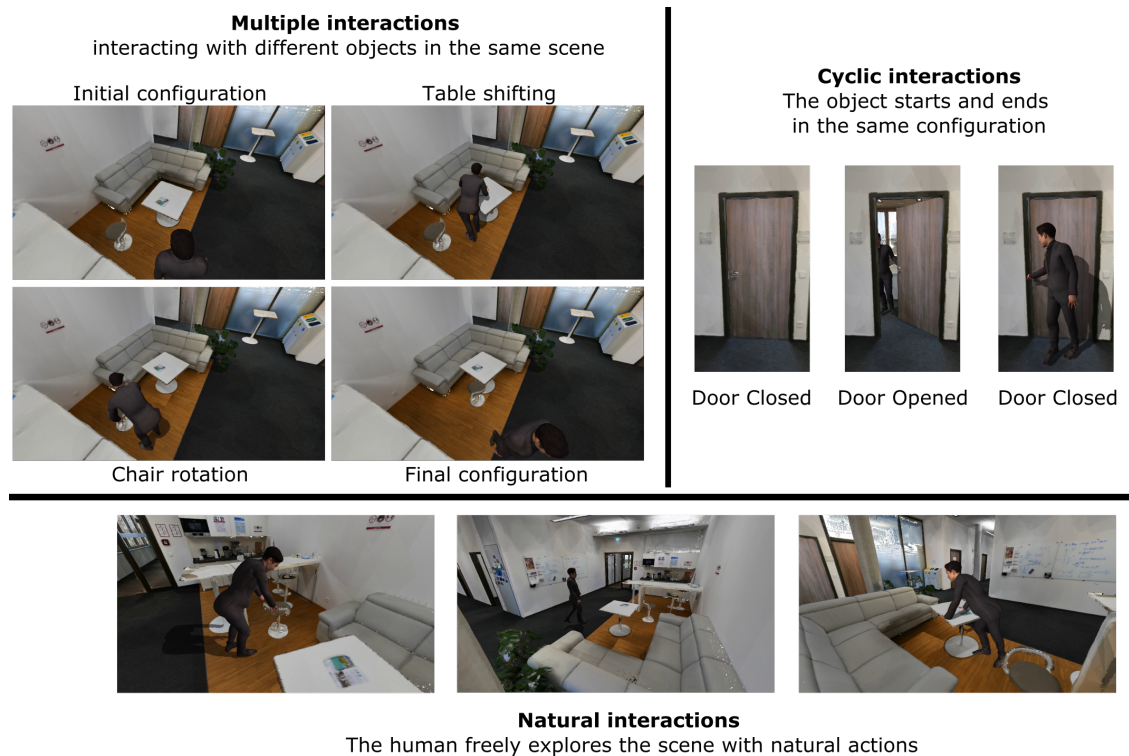 Multiple interactions
interacting with different objects in the same scene
Initial configuration
Table shifting
Chair rotation
Final configuration
Cyclic interactions
The object starts and ends
in the same configuration
Door Closed
Door Opened
Door Closed
Natural interactions
The human freely explores the scene with natural actions